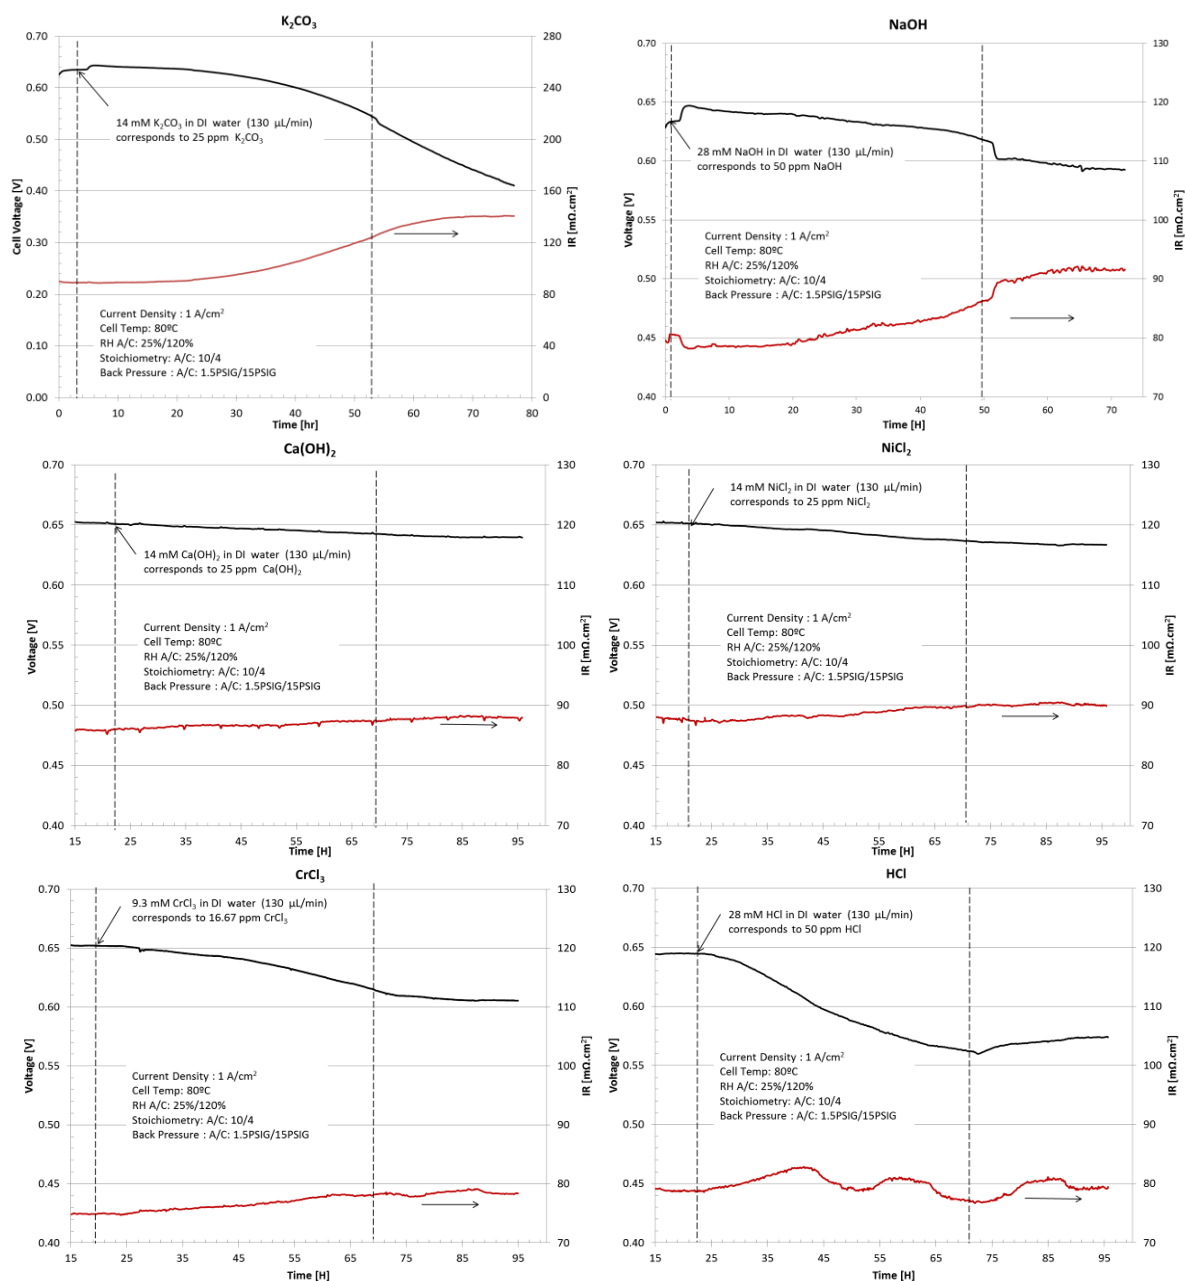 K₂CO₃
0.70
0.60
0.50
0.40
0.30
0.20
0.10
0.00
Cell Voltage [V]
280
240
200
160
120
80
40
0
IR [mΩ.cm²]
14 mM K₂CO₃ in DI water (130 µL/min)
corresponds to 25 ppm K₂CO₃
Current Density : 1 A/cm²
Cell Temp: 80ºC
RH A/C: 25%/120%
Stoichiometry: A/C: 10/4
Back Pressure : A/C: 1.5PSIG/15PSIG
0 10 20 30 40 50 60 70 80
Time [hr]
NaOH
0.70
0.65
0.60
0.55
0.50
0.45
0.40
Voltage [V]
130
120
110
100
90
80
70
IR [mΩ.cm²]
28 mM NaOH in DI water (130 µL/min)
corresponds to 50 ppm NaOH
Current Density : 1 A/cm²
Cell Temp: 80ºC
RH A/C: 25%/120%
Stoichiometry: A/C: 10/4
Back Pressure : A/C: 1.5PSIG/15PSIG
0 10 20 30 40 50 60 70
Time [H]
Ca(OH)₂
0.70
0.65
0.60
0.55
0.50
0.45
0.40
Voltage [V]
130
120
110
100
90
80
70
IR [mΩ.cm²]
14 mM Ca(OH)₂ in DI water (130 µL/min)
corresponds to 25 ppm Ca(OH)₂
Current Density : 1 A/cm²
Cell Temp: 80ºC
RH A/C: 25%/120%
Stoichiometry: A/C: 10/4
Back Pressure : A/C: 1.5PSIG/15PSIG
15 25 35 45 55 65 75 85 95
Time [H]
NiCl₂
0.70
0.65
0.60
0.55
0.50
0.45
0.40
Voltage [V]
130
120
110
100
90
80
70
IR [mΩ.cm²]
14 mM NiCl₂ in DI water (130 µL/min)
corresponds to 25 ppm NiCl₂
Current Density : 1 A/cm²
Cell Temp: 80ºC
RH A/C: 25%/120%
Stoichiometry: A/C: 10/4
Back Pressure : A/C: 1.5PSIG/15PSIG
15 25 35 45 55 65 75 85 95
Time [H]
CrCl₃
0.70
0.65
0.60
0.55
0.50
0.45
0.40
Voltage [V]
130
120
110
100
90
80
70
IR [mΩ.cm²]
9.3 mM CrCl₃ in DI water (130 µL/min)
corresponds to 16.67 ppm CrCl₃
Current Density : 1 A/cm²
Cell Temp: 80ºC
RH A/C: 25%/120%
Stoichiometry: A/C: 10/4
Back Pressure : A/C: 1.5PSIG/15PSIG
15 25 35 45 55 65 75 85 95
Time [H]
HCl
0.70
0.65
0.60
0.55
0.50
0.45
0.40
Voltage [V]
130
120
110
100
90
80
70
IR [mΩ.cm²]
28 mM HCl in DI water (130 µL/min)
corresponds to 50 ppm HCl
Current Density : 1 A/cm²
Cell Temp: 80ºC
RH A/C: 25%/120%
Stoichiometry: A/C: 10/4
Back Pressure : A/C: 1.5PSIG/15PSIG
15 25 35 45 55 65 75 85 95
Time [H]